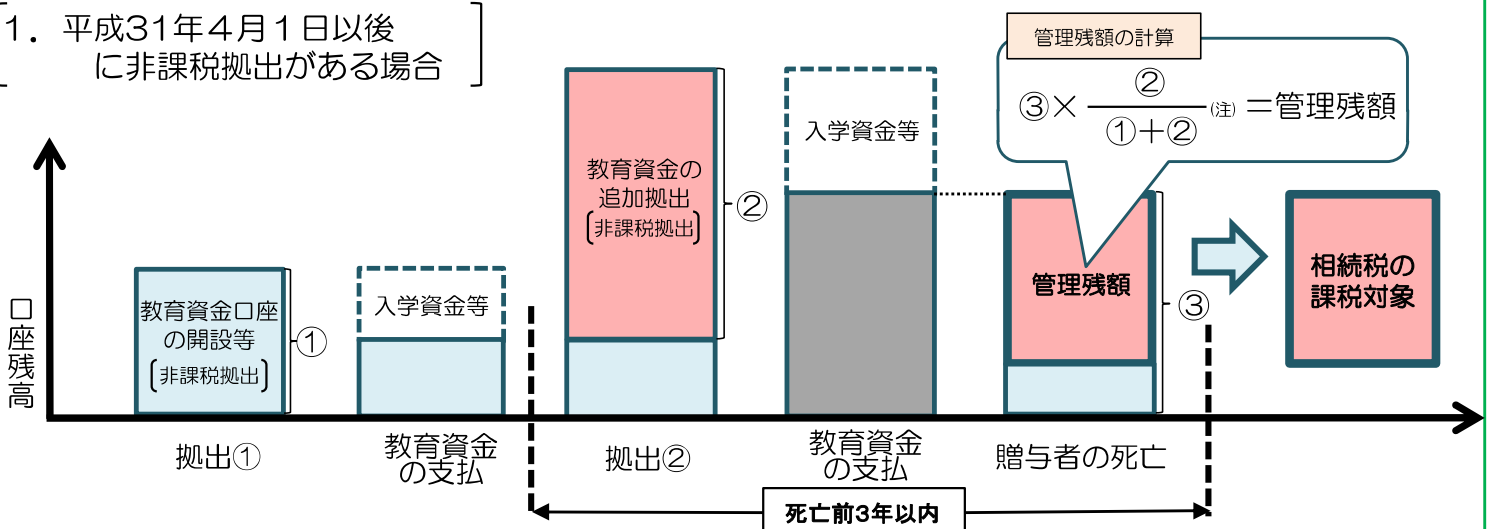 1．平成31年4月1日以後
に非課税拠出がある場合
管理残額の計算
③× ②
①＋② (注) ＝管理残額
入学資金等
教育資金の
追加拠出
〔非課税拠出〕
②
教育資金口座
の開設等
〔非課税拠出〕
①
入学資金等
管理残額
③
相続税の
課税対象
口座残高
拠出①
教育資金
の支払
拠出②
教育資金
の支払
贈与者の死亡
死亡前3年以内